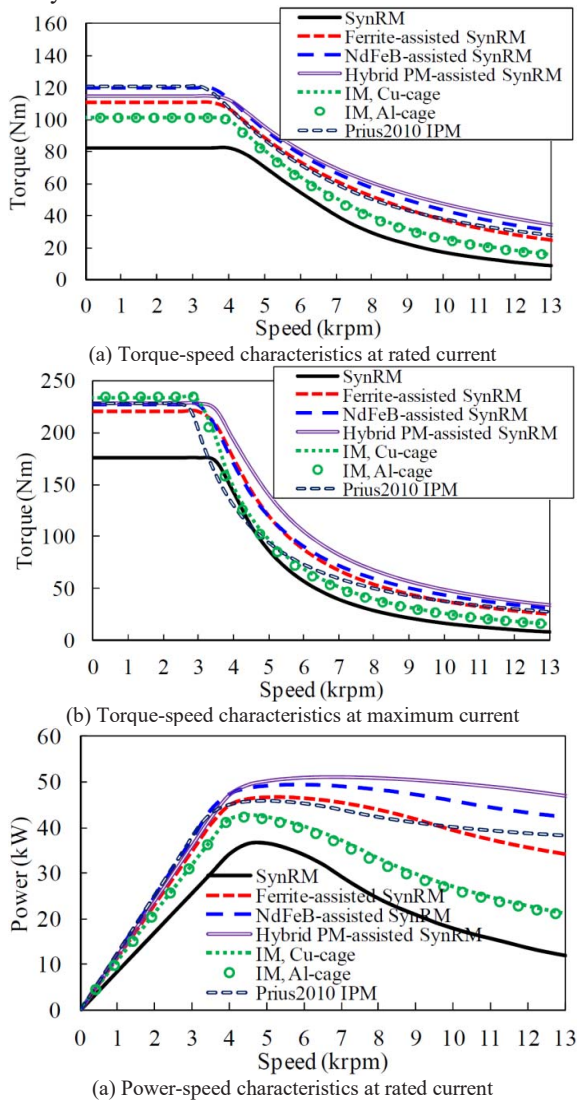 160
140
120
100
80
60
40
20
0
Torque (Nm)
SynRM
Ferrite-assisted SynRM
NdFeB-assisted SynRM
Hybrid PM-assisted SynRM
IM, Cu-cage
IM, Al-cage
Prius2010 IPM
0 1 2 3 4 5 6 7 8 9 10 11 12 13
Speed (krpm)
(a) Torque-speed characteristics at rated current
250
200
150
100
50
0
Torque (Nm)
SynRM
Ferrite-assisted SynRM
NdFeB-assisted SynRM
Hybrid PM-assisted SynRM
IM, Cu-cage
IM, Al-cage
Prius2010 IPM
0 1 2 3 4 5 6 7 8 9 10 11 12 13
Speed (krpm)
(b) Torque-speed characteristics at maximum current
60
50
40
30
20
10
0
Power (kW)
SynRM
Ferrite-assisted SynRM
NdFeB-assisted SynRM
Hybrid PM-assisted SynRM
IM, Cu-cage
IM, Al-cage
Prius2010 IPM
0 1 2 3 4 5 6 7 8 9 10 11 12 13
Speed (krpm)
(a) Power-speed characteristics at rated current